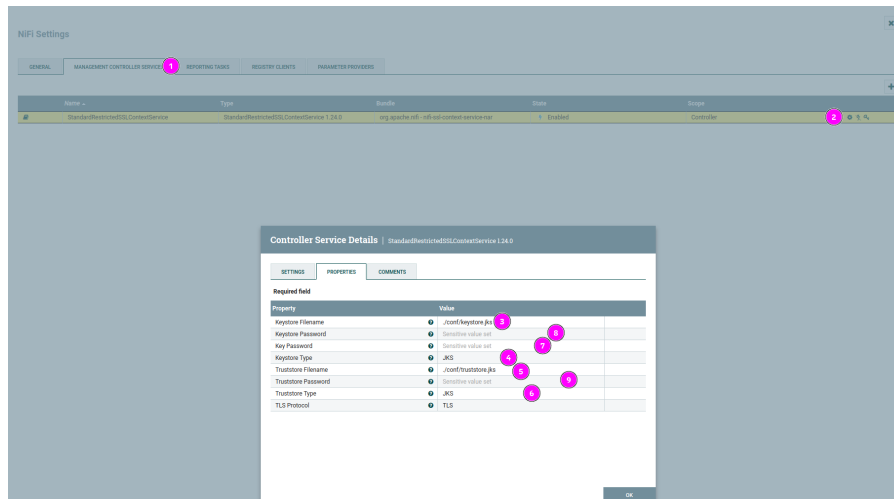 NiFi Settings
GENERAL MANAGEMENT CONTROLLER SERVICES 1 REPORTING TASKS REGISTRY CLIENTS PARAMETER PROVIDERS
Name Type Bundle State Scope
StandardRestrictedSSLContextService StandardRestrictedSSLContextService 1.24.0 org.apache.nifi - nifi-ssl-context-service-nar Enabled Controller 2
Controller Service Details | StandardRestrictedSSLContextService 1.24.0
SETTINGS PROPERTIES COMMENTS
Required field
Property Value
Keystore Filename ./conf/keystore.jks 3
Keystore Password Sensitive value set 8
Key Password Sensitive value set 7
Keystore Type JKS 4
Truststore Filename ./conf/truststore.jks 5
Truststore Password Sensitive value set 9
Truststore Type JKS 6
TLS Protocol TLS
OK